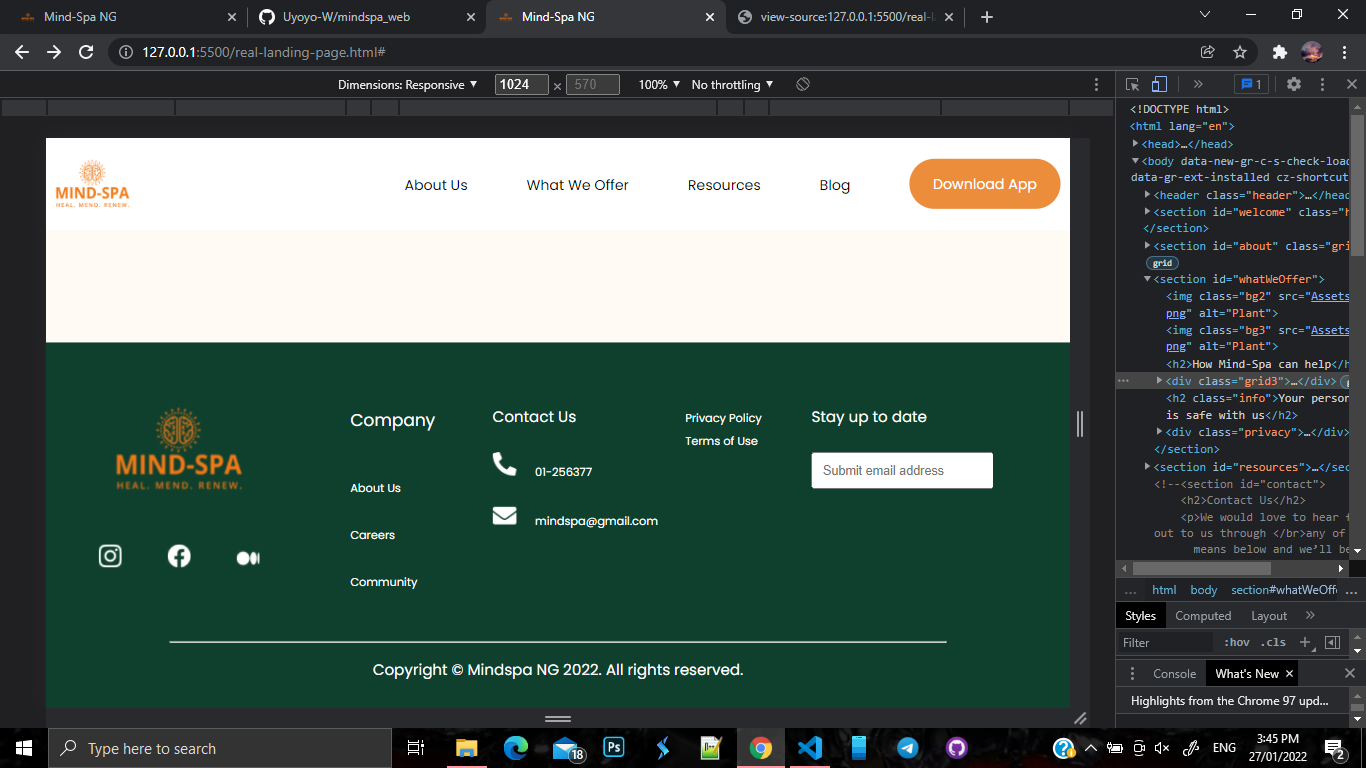 Mind-Spa NG
Uyoyo-W/mindspa_web
Mind-Spa NG
view-source:127.0.0.1:5500/real-l
127.0.0.1:5500/real-landing-page.html#
Dimensions: Responsive
1024
×
570
100%
No throttling
1
MIND-SPA
HEAL. MEND. RENEW.
About Us
What We Offer
Resources
Blog
Download App
MIND-SPA
HEAL. MEND. RENEW.
Company
About Us
Careers
Community
Contact Us
01-256377
mindspa@gmail.com
Privacy Policy
Terms of Use
Stay up to date
Submit email address
Copyright © Mindspa NG 2022. All rights reserved.
<!DOCTYPE html>
<html lang="en">
<head>…</head>
<body data-new-gr-c-s-check-load
data-gr-ext-installed cz-shortcut
<header class="header">…</head
<section id="welcome" class="h
</section>
<section id="about" class="gri
grid
<section id="whatWeOffer">
<img class="bg2" src="Assets
png" alt="Plant">
<img class="bg3" src="Assets
png" alt="Plant">
<h2>How Mind-Spa can help</h
… <div class="grid3">…</div> g
<h2 class="info">Your person
is safe with us</h2>
<div class="privacy">…</div>
</section>
<section id="resources">…</sec
<!--<section id="contact">
<h2>Contact Us</h2>
<p>We would love to hear f
out to us through </br>any of
means below and we’ll be
… html body section#whatWeOffe …
Styles
Computed
Layout
Filter
:hov
.cls
Console
What's New
Highlights from the Chrome 97 upd...
Type here to search
18
Ps
ENG
3:45 PM
27/01/2022
2